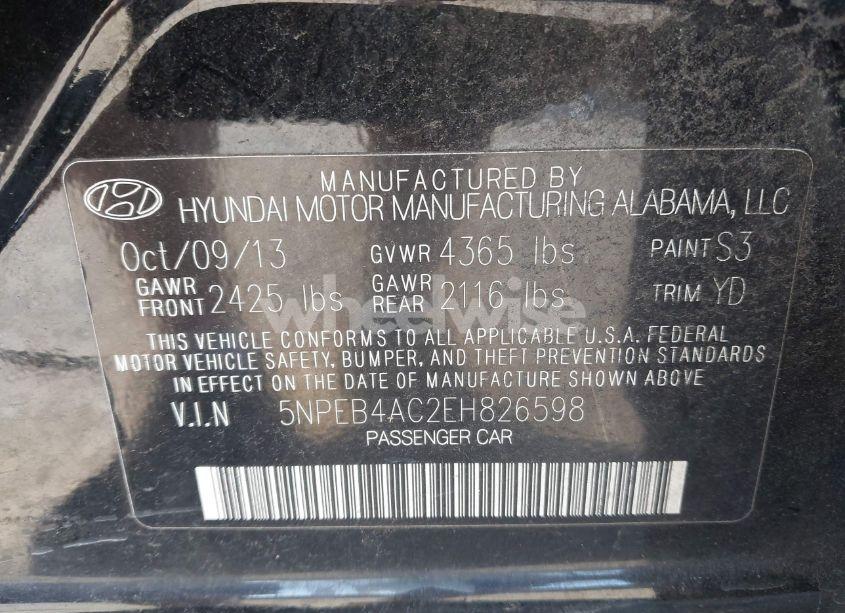 MANUFACTURED BY
HYUNDAI MOTOR MANUFACTURING ALABAMA, LLC
Oct/09/13 GVWR 4365 lbs PAINT S3
GAWR FRONT 2425 lbs GAWR REAR 2116 lbs TRIM YD
wheelwise
THIS VEHICLE CONFORMS TO ALL APPLICABLE U.S.A. FEDERAL
MOTOR VEHICLE SAFETY, BUMPER, AND THEFT PREVENTION STANDARDS
IN EFFECT ON THE DATE OF MANUFACTURE SHOWN ABOVE
V.I.N 5NPEB4AC2EH826598
PASSENGER CAR